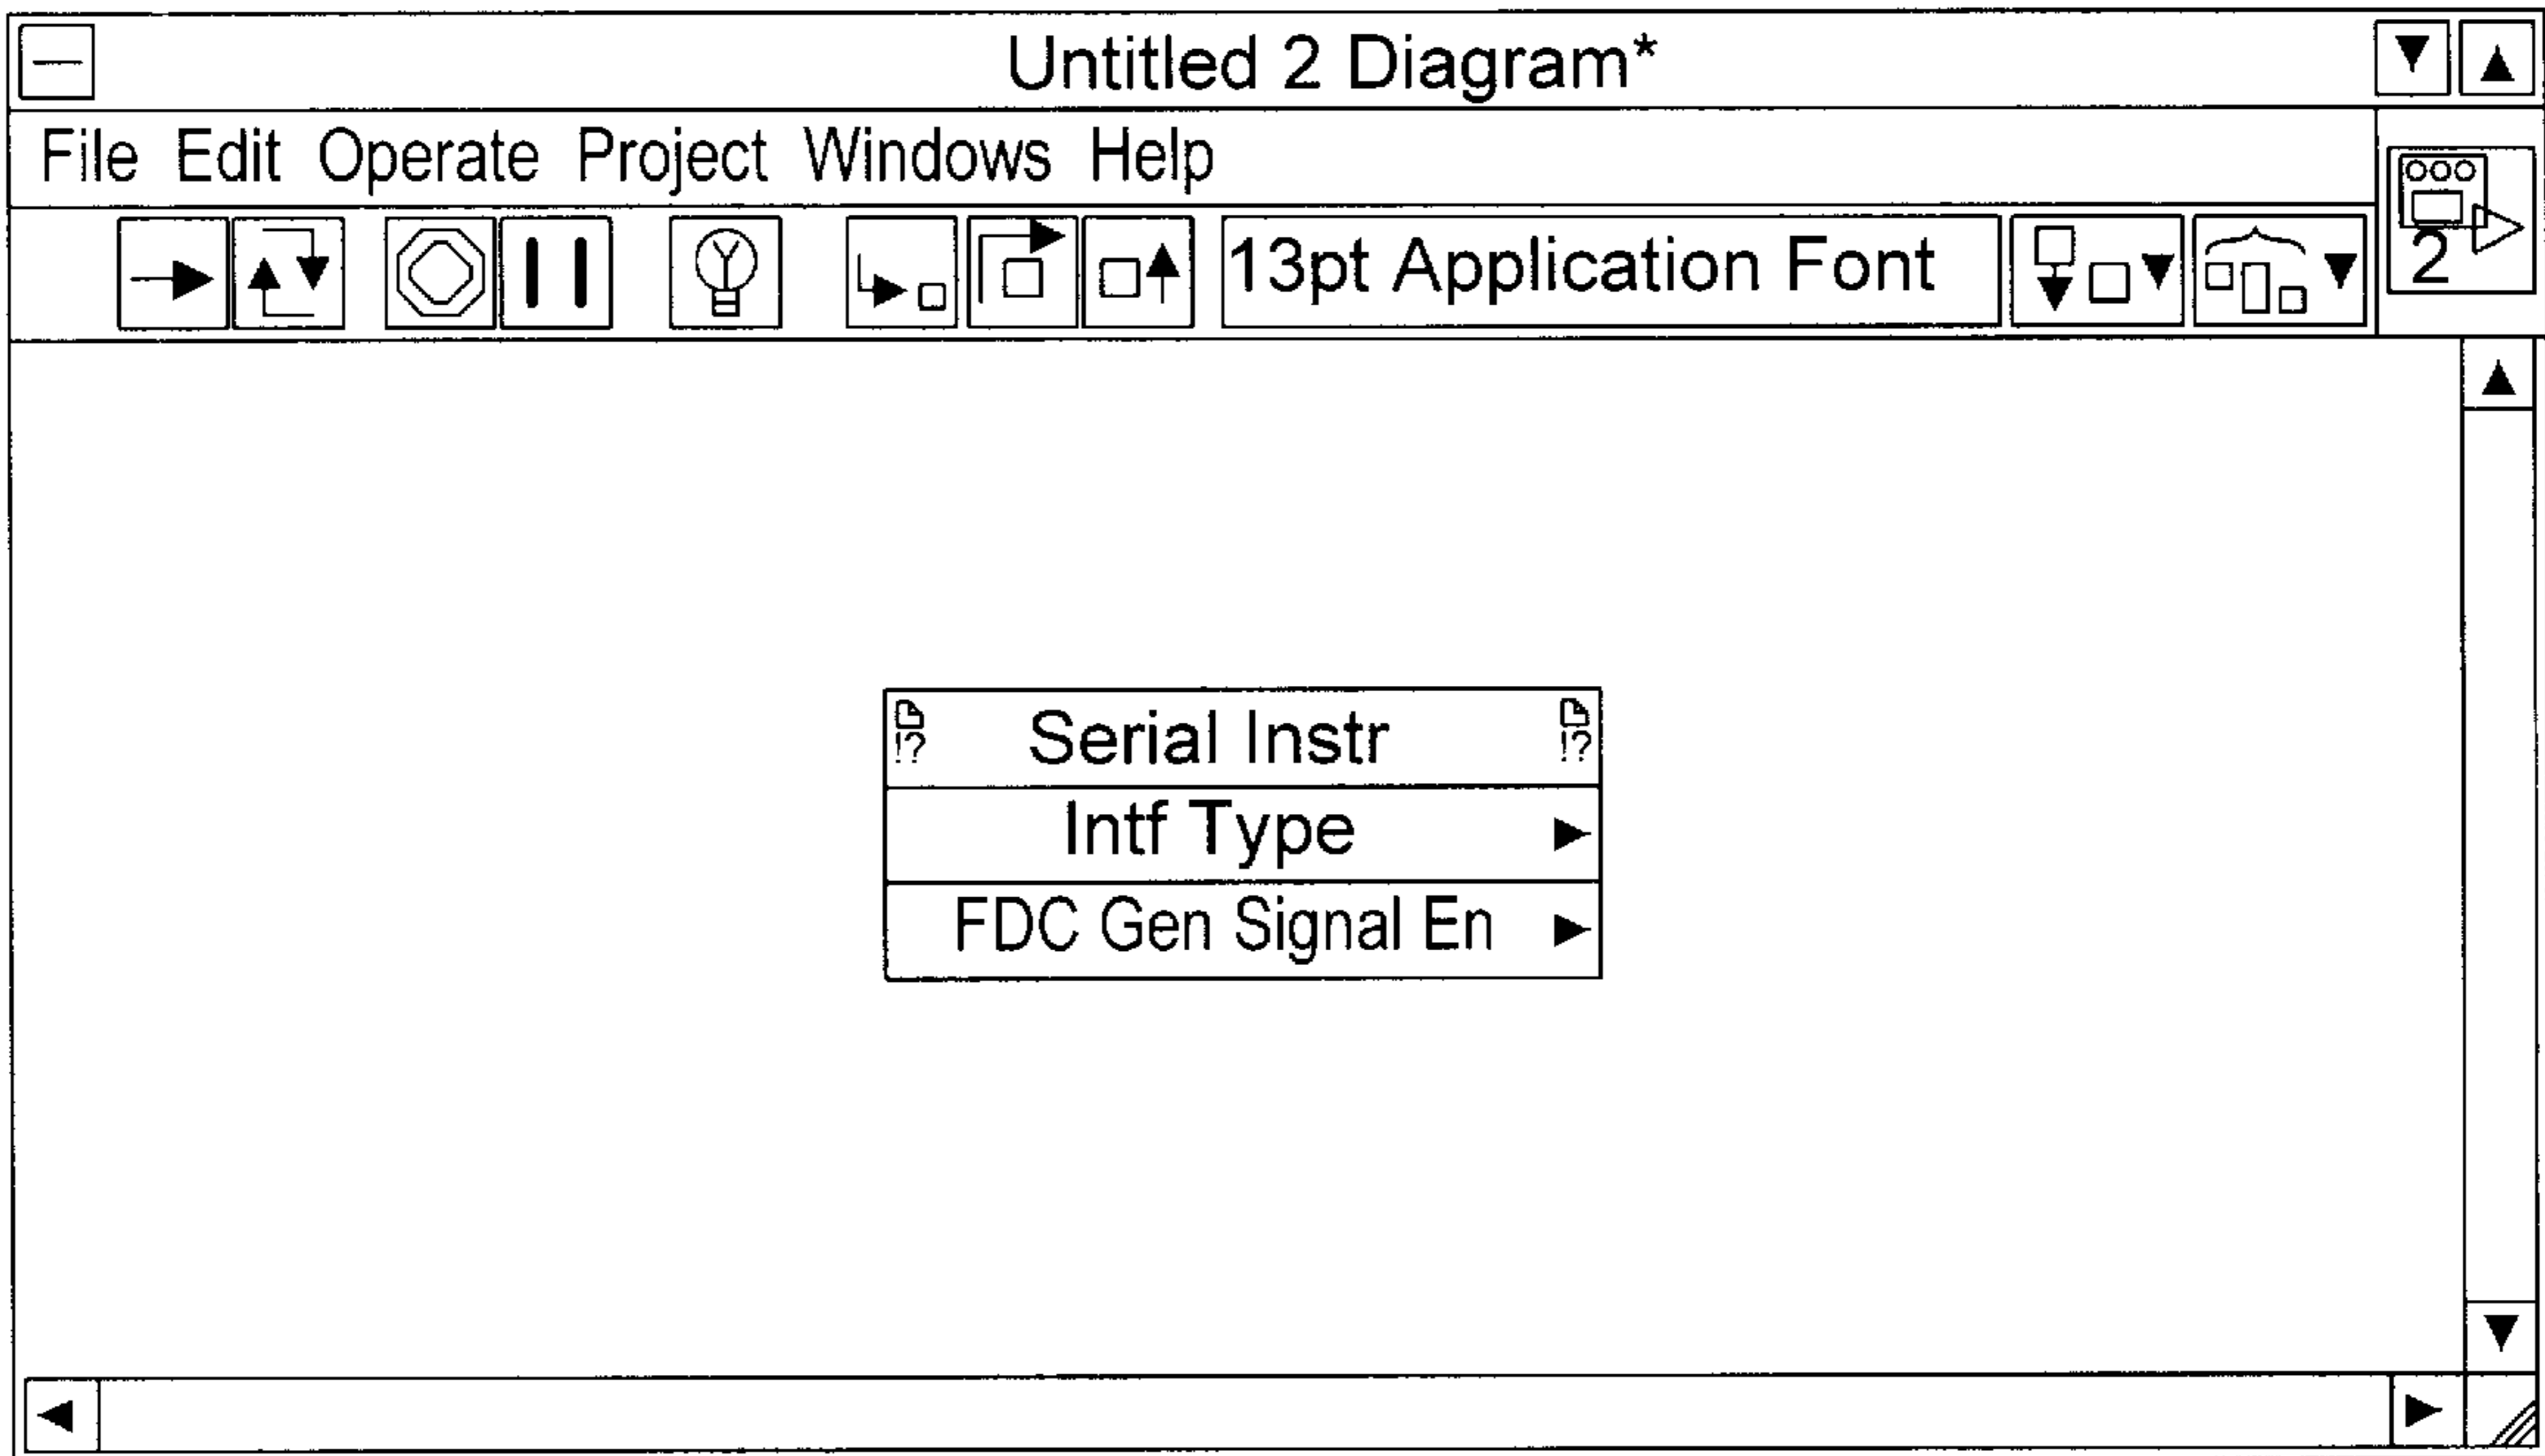 Untitled 2 Diagram*
File Edit Operate Project Windows Help
13pt Application Font
2
!? Serial Instr !?
Intf Type
FDC Gen Signal En